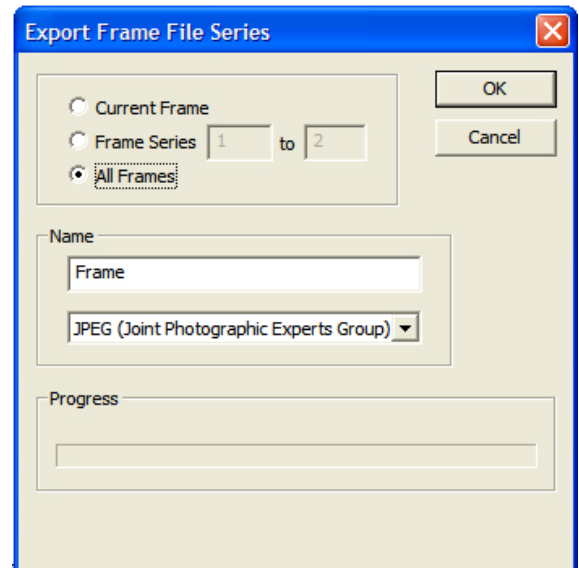 Export Frame File Series
Current Frame
Frame Series 1 to 2
All Frames
OK
Cancel
Name
Frame
JPEG (Joint Photographic Experts Group)
Progress